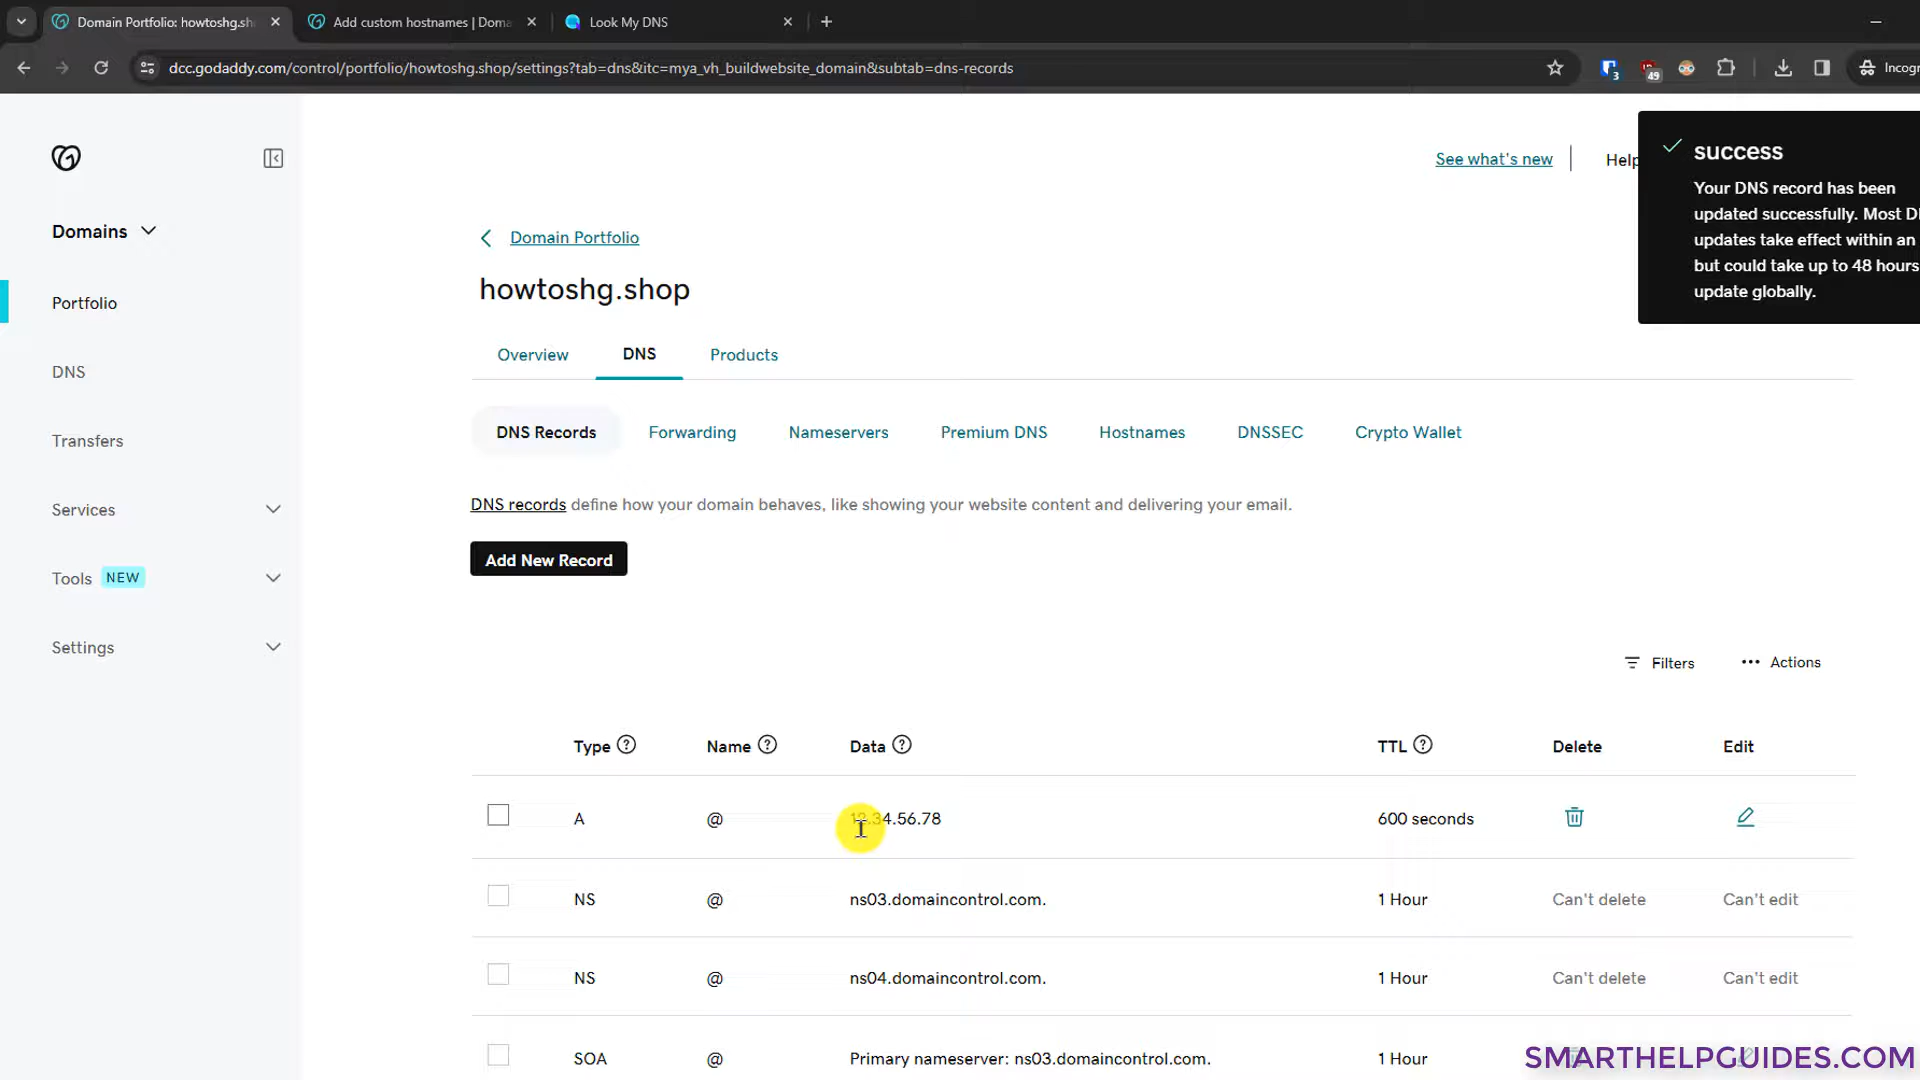 Domain Portfolio: howtoshg.sh
Add custom hostnames | Doma
Look My DNS
dcc.godaddy.com/control/portfolio/howtoshg.shop/settings?tab=dns&itc=mya_vh_buildwebsite_domain&subtab=dns-records
3
49
Incog
See what's new
Help
success
Your DNS record has been
updated successfully. Most D
updates take effect within an
but could take up to 48 hours
update globally.
Domains
Portfolio
DNS
Transfers
Services
Tools NEW
Settings
Domain Portfolio
howtoshg.shop
Overview DNS Products
DNS Records Forwarding Nameservers Premium DNS Hostnames DNSSEC Crypto Wallet
DNS records define how your domain behaves, like showing your website content and delivering your email.
Add New Record
Filters ••• Actions
Type ? Name ? Data ? TTL ? Delete Edit
A @ 12.34.56.78 600 seconds
NS @ ns03.domaincontrol.com. 1 Hour Can't delete Can't edit
NS @ ns04.domaincontrol.com. 1 Hour Can't delete Can't edit
SOA @ Primary nameserver: ns03.domaincontrol.com. 1 Hour
SMARTHELPGUIDES.COM